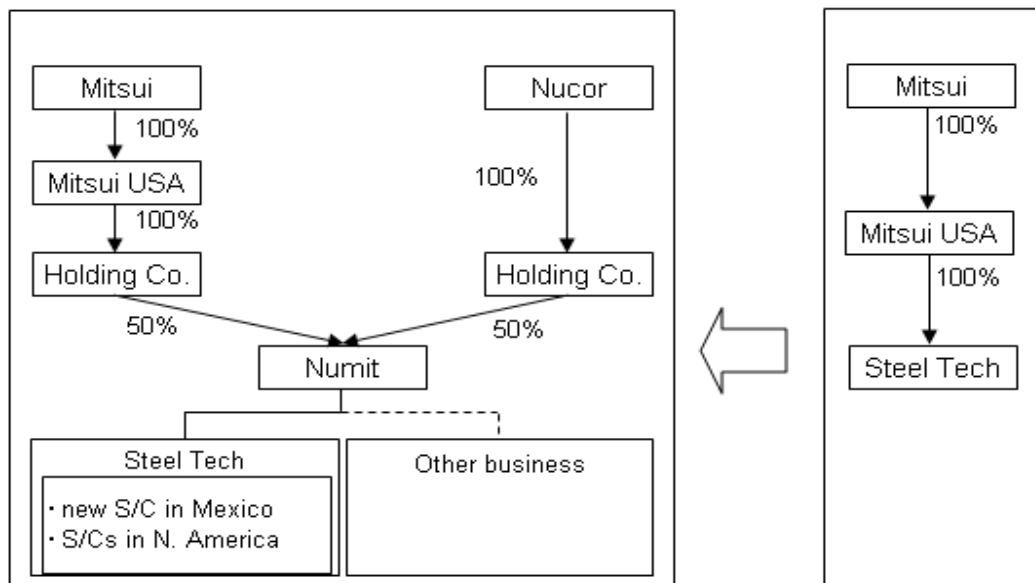 Mitsui
100%
Mitsui USA
100%
Holding Co.
50%
Nucor
100%
Holding Co.
50%
Numit
Steel Tech
・new S/C in Mexico
・S/Cs in N. America
Other business
Mitsui
100%
Mitsui USA
100%
Steel Tech